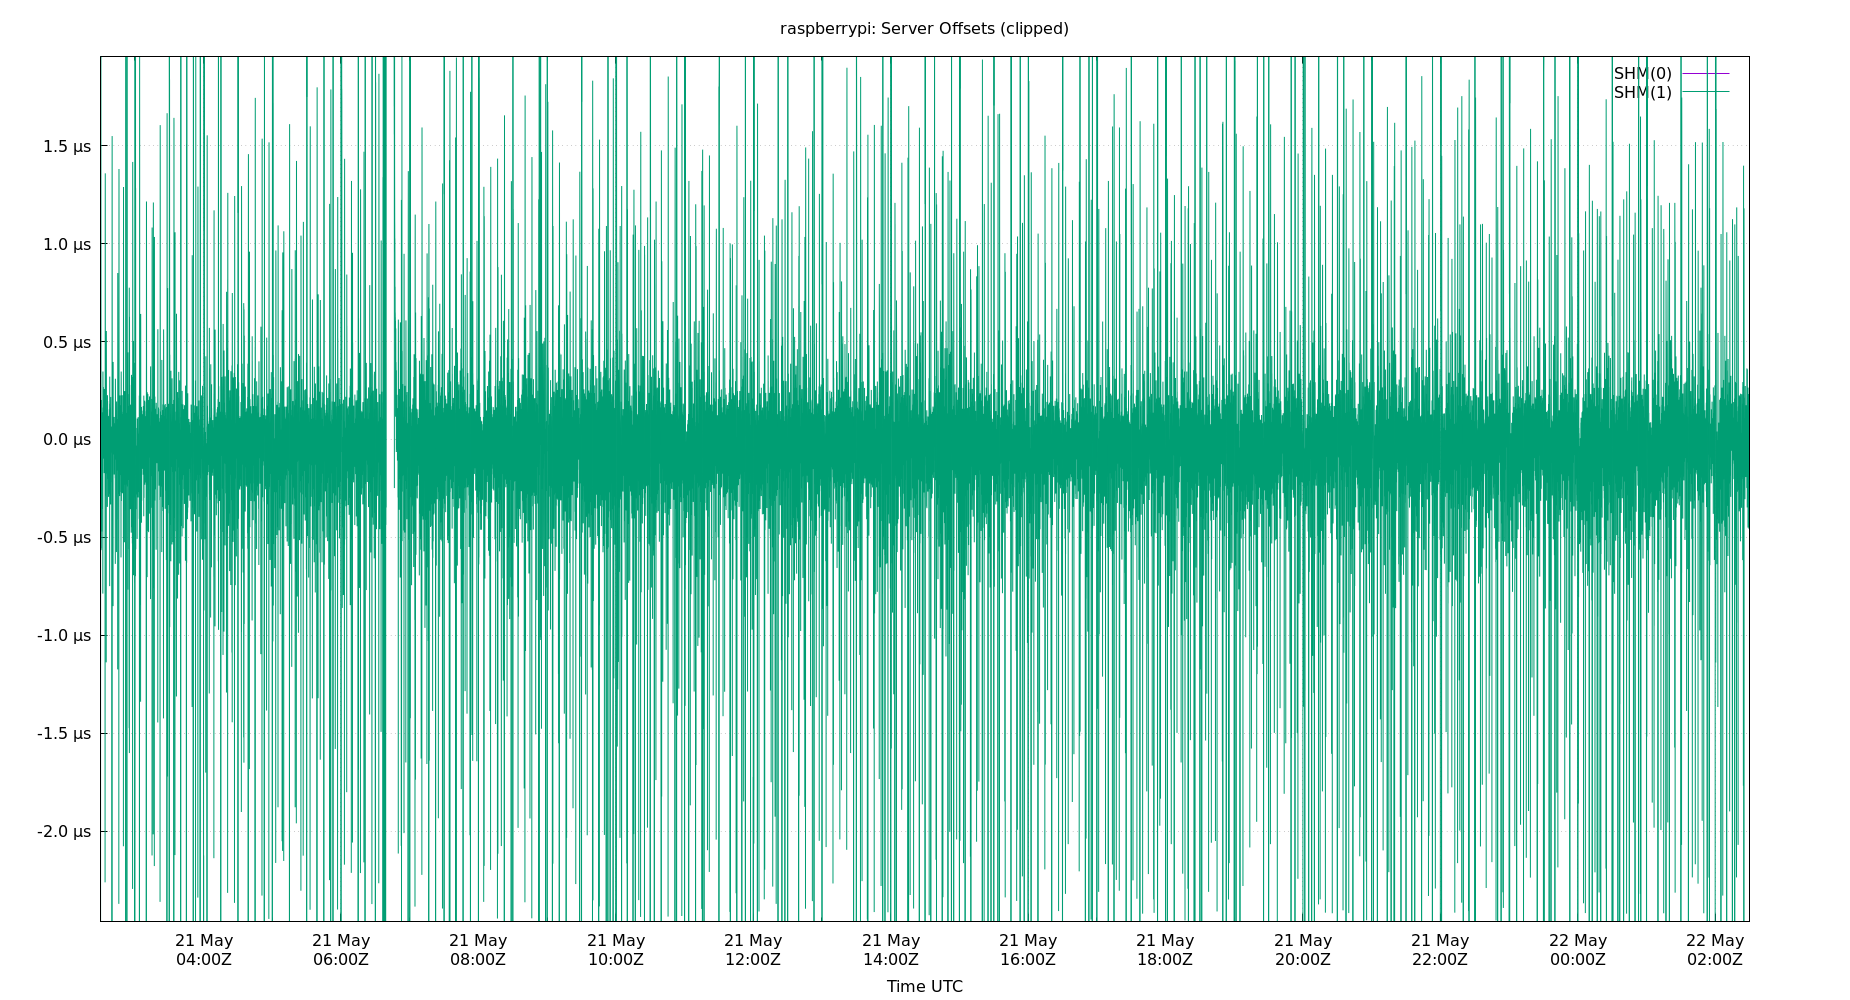 raspberrypi: Server Offsets (clipped)
SHM(0)
SHM(1)
1.5 µs
1.0 µs
0.5 µs
0.0 µs
-0.5 µs
-1.0 µs
-1.5 µs
-2.0 µs
21 May 21 May 21 May 21 May 21 May 21 May 21 May 21 May 21 May 21 May 22 May 22 May
04:00Z 06:00Z 08:00Z 10:00Z 12:00Z 14:00Z 16:00Z 18:00Z 20:00Z 22:00Z 00:00Z 02:00Z
Time UTC